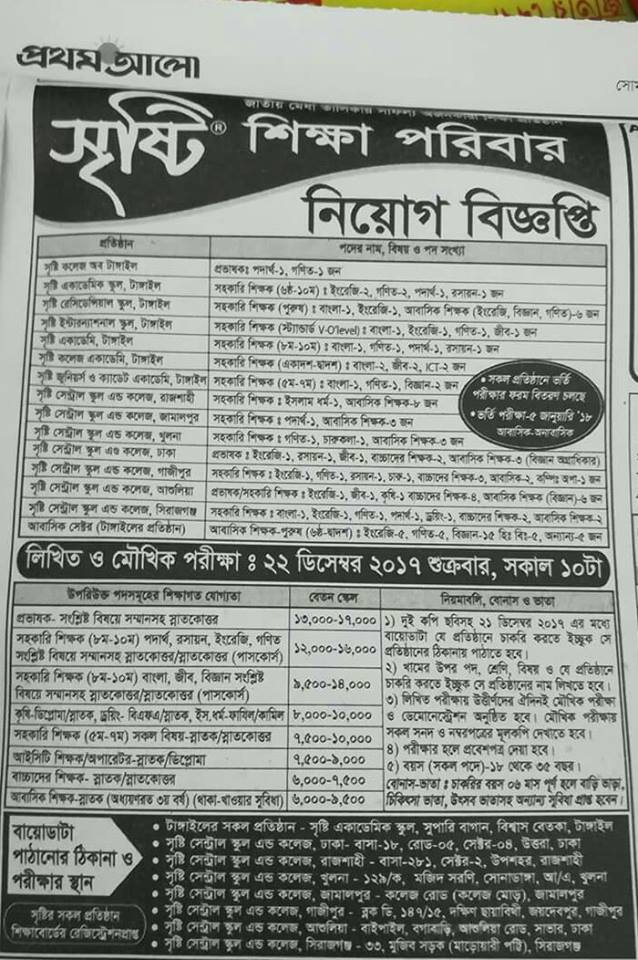 প্রথম আলো
সৃষ্টি® শিক্ষা পরিবার
নিয়োগ বিজ্ঞপ্তি
প্রতিষ্ঠান পদের নাম, বিষয় ও পদ সংখ্যা
সৃষ্টি কলেজ অব টাঙ্গাইল প্রভাষকঃ পদার্থ-১, গণিত-১ জন
সৃষ্টি একাডেমিক স্কুল, টাঙ্গাইল সহকারি শিক্ষক (৬ষ্ঠ-১০ম) : ইংরেজি-২, গণিত-২, পদার্থ-১, রসায়ন-১ জন
সৃষ্টি রেসিডেন্সিয়াল স্কুল, টাঙ্গাইল সহকারি শিক্ষক (পুরুষ) : বাংলা-১, ইংরেজি-১, আবাসিক শিক্ষক (ইংরেজি, বিজ্ঞান, গণিত)-৬ জন
সৃষ্টি ইন্টারন্যাশনাল স্কুল, টাঙ্গাইল সহকারি শিক্ষক (স্ট্যান্ডার্ড V-O'level) : বাংলা-১, ইংরেজি-১, গণিত-১, জীব-১ জন
সৃষ্টি একাডেমি, টাঙ্গাইল সহকারি শিক্ষক (৮ম-১০ম) : বাংলা-১, গণিত-১, পদার্থ-১, রসায়ন-১ জন
সৃষ্টি কলেজ একাডেমি, টাঙ্গাইল সহকারি শিক্ষক (একাদশ-দ্বাদশ) : বাংলা-২, জীব-২, ICT-২ জন
সৃষ্টি জুনিয়র্স ও ক্যাডেট একাডেমি, টাঙ্গাইল সহকারি শিক্ষক (৫ম-৭ম) : বাংলা-১, গণিত-১, বিজ্ঞান-২ জন
সৃষ্টি সেন্ট্রাল স্কুল এন্ড কলেজ, রাজশাহী সহকারি শিক্ষক : ইসলাম ধর্ম-১, আবাসিক শিক্ষক-৮ জন
সৃষ্টি সেন্ট্রাল স্কুল এন্ড কলেজ, জামালপুর সহকারি শিক্ষক : পদার্থ-১, আবাসিক শিক্ষক-৩ জন
সৃষ্টি সেন্ট্রাল স্কুল এন্ড কলেজ, খুলনা সহকারি শিক্ষক : গণিত-১, চারুকলা-১, আবাসিক শিক্ষক-৩ জন
• সকল প্রতিষ্ঠানে ভর্তি
পরীক্ষার ফরম বিতরণ চলছে
• ভর্তি পরীক্ষা-৫ জানুয়ারি '১৮
আবাসিক-অনাবাসিক
সৃষ্টি সেন্ট্রাল স্কুল এণ্ড কলেজ, ঢাকা প্রভাষক : ইংরেজি-১, রসায়ন-১, জীব-১, বাচ্চাদের শিক্ষক-২, আবাসিক শিক্ষক-৩ (বিজ্ঞান অগ্রাধিকার)
সৃষ্টি সেন্ট্রাল স্কুল এন্ড কলেজ, গাজীপুর সহকারি শিক্ষক : ইংরেজি-১, গণিত-১, রসায়ন-১, চারু-১, বাচ্চাদের শিক্ষক-৩, আবাসিক-২, কম্পিঃ অপা-১ জন
সৃষ্টি সেন্ট্রাল স্কুল এন্ড কলেজ, আশুলিয়া প্রভাষক/সহকারি শিক্ষক : ইংরেজি-১, জীব-১, কৃষি-১ বাচ্চাদের শিক্ষক-৪, আবাসিক শিক্ষক (বিজ্ঞান)-৬ জন
সৃষ্টি সেন্ট্রাল স্কুল এন্ড কলেজ, সিরাজগঞ্জ সহকারি শিক্ষক : বাংলা-১, ইংরেজি-১, গণিত-১, পদার্থ-১, ড্রয়িং-১, বাচ্চাদের শিক্ষক-২, আবাসিক শিক্ষক-২
আবাসিক সেক্টর (টাঙ্গাইলের প্রতিষ্ঠান) আবাসিক শিক্ষক-পুরুষ (৬ষ্ঠ-দ্বাদশ) : ইংরেজি-৫, গণিত-৫, বিজ্ঞান-১৫ হিঃ বিঃ-৫, অন্যান্য-৫ জন
লিখিত ও মৌখিক পরীক্ষা : ২২ ডিসেম্বর ২০১৭ শুক্রবার, সকাল ১০টা
উপরিউক্ত পদসমূহের শিক্ষাগত যোগ্যতা বেতন স্কেল
প্রভাষক- সংশ্লিষ্ট বিষয়ে সম্মানসহ স্নাতকোত্তর ১৩,০০০-১৭,০০০
সহকারি শিক্ষক (৮ম-১০ম) পদার্থ, রসায়ন, ইংরেজি, গণিত
সংশ্লিষ্ট বিষয়ে সম্মানসহ স্নাতকোত্তর/স্নাতকোত্তর (পাসকোর্স) ১২,০০০-১৬,০০০
সহকারী শিক্ষক (৮ম-১০ম) বাংলা, জীব, বিজ্ঞান সংশ্লিষ্ট
বিষয়ে সম্মানসহ স্নাতকোত্তর/স্নাতকোত্তর (পাসকোর্স) ৯,৫০০-১৪,০০০
কৃষি-ডিপ্লোমা/স্নাতক, ড্রয়িং- বিএফএ/স্নাতক, ইস.ধর্ম-ফাযিল/কামিল ৮,০০০-১০,০০০
সহকারি শিক্ষক (৫ম-৭ম) সকল বিষয়-স্নাতক/স্নাতকোত্তর ৭,৫০০-১০,০০০
আইসিটি শিক্ষক/অপারেটর-স্নাতক/ডিপ্লোমা ৭,৫০০-৯,০০০
বাচ্চাদের শিক্ষক- স্নাতক/স্নাতকোত্তর ৬,০০০-৭,৫০০
আবাসিক শিক্ষক-স্নাতক (অধ্যয়ণরত ৩য় বর্ষ) (থাকা-খাওয়ার সুবিধা) ৬,০০০-৯,৫০০
নিয়মাবলি, বোনাস ও ভাতা
১) দুই কপি ছবিসহ ২১ ডিসেম্বর ২০১৭ এর মধ্যে
বায়োডাটা যে প্রতিষ্ঠানে চাকরি করতে ইচ্ছুক সে
প্রতিষ্ঠানের ঠিকানায় পাঠাতে হবে।
২) খামের উপর পদ, শ্রেণি, বিষয় ও যে প্রতিষ্ঠানে
চাকরি করতে ইচ্ছুক সে প্রতিষ্ঠানের নাম লিখতে হবে।
৩) লিখিত পরীক্ষায় উত্তীর্ণদের ঐদিনই মৌখিক পরীক্ষা
ও ডেমোনেস্ট্রেশন অনুষ্ঠিত হবে। মৌখিক পরীক্ষায়
সকল সনদ ও নম্বরপত্রের মূলকপি দেখাতে হবে।
৪) পরীক্ষার হলে প্রবেশপত্র দেয়া হবে।
৫) বয়স (সকল পদে)-১৮ থেকে ৩৫ বছর।
বোনাস-ভাতা : চাকরির বয়স ০৬ মাস পূর্ণ হলে বাড়ি ভাড়া,
চিকিৎসা ভাতা, উৎসব ভাতাসহ অন্যান্য সুবিধা প্রাপ্ত হবেন।
বায়োডাটা
পাঠানোর ঠিকানা ও
পরীক্ষার স্থান
সৃষ্টির সকল প্রতিষ্ঠান
শিক্ষাবোর্ডের রেজিস্ট্রেশনপ্রাপ্ত
• টাঙ্গাইলের সকল প্রতিষ্ঠান - সৃষ্টি একাডেমিক স্কুল, সুপারি বাগান, বিশ্বাস বেতকা, টাঙ্গাইল
• সৃষ্টি সেন্ট্রাল স্কুল এন্ড কলেজ, ঢাকা- বাসা-১৮, রোড-০৫, সেক্টর-০৪, উত্তরা, ঢাকা
• সৃষ্টি সেন্ট্রাল স্কুল এন্ড কলেজ, রাজশাহী - বাসা-২৮১, সেক্টর-২, উপশহর, রাজশাহী
• সৃষ্টি সেন্ট্রাল স্কুল এন্ড কলেজ, খুলনা - ১২৯/ক, মজিদ সরণি, সোনাডাঙ্গা, আ/এ, খুলনা
• সৃষ্টি সেন্ট্রাল স্কুল এন্ড কলেজ, জামালপুর - কলেজ রোড (কলেজ মোড়), জামালপুর
• সৃষ্টি সেন্ট্রাল স্কুল এন্ড কলেজ, গাজীপুর - ব্লক ডি, ১৪৭/১৫, দক্ষিণ ছায়াবিথী, জয়দেবপুর, গাজীপুর
• সৃষ্টি সেন্ট্রাল স্কুল এন্ড কলেজ, আশুলিয়া - বাইপাইল, বগাবাড়ি, আশুলিয়া রোড, সাভার, ঢাকা
• সৃষ্টি সেন্ট্রাল স্কুল এন্ড কলেজ, সিরাজগঞ্জ - ৩৩, মুজিব সড়ক (মাড়োয়ারী পট্টি), সিরাজগঞ্জ